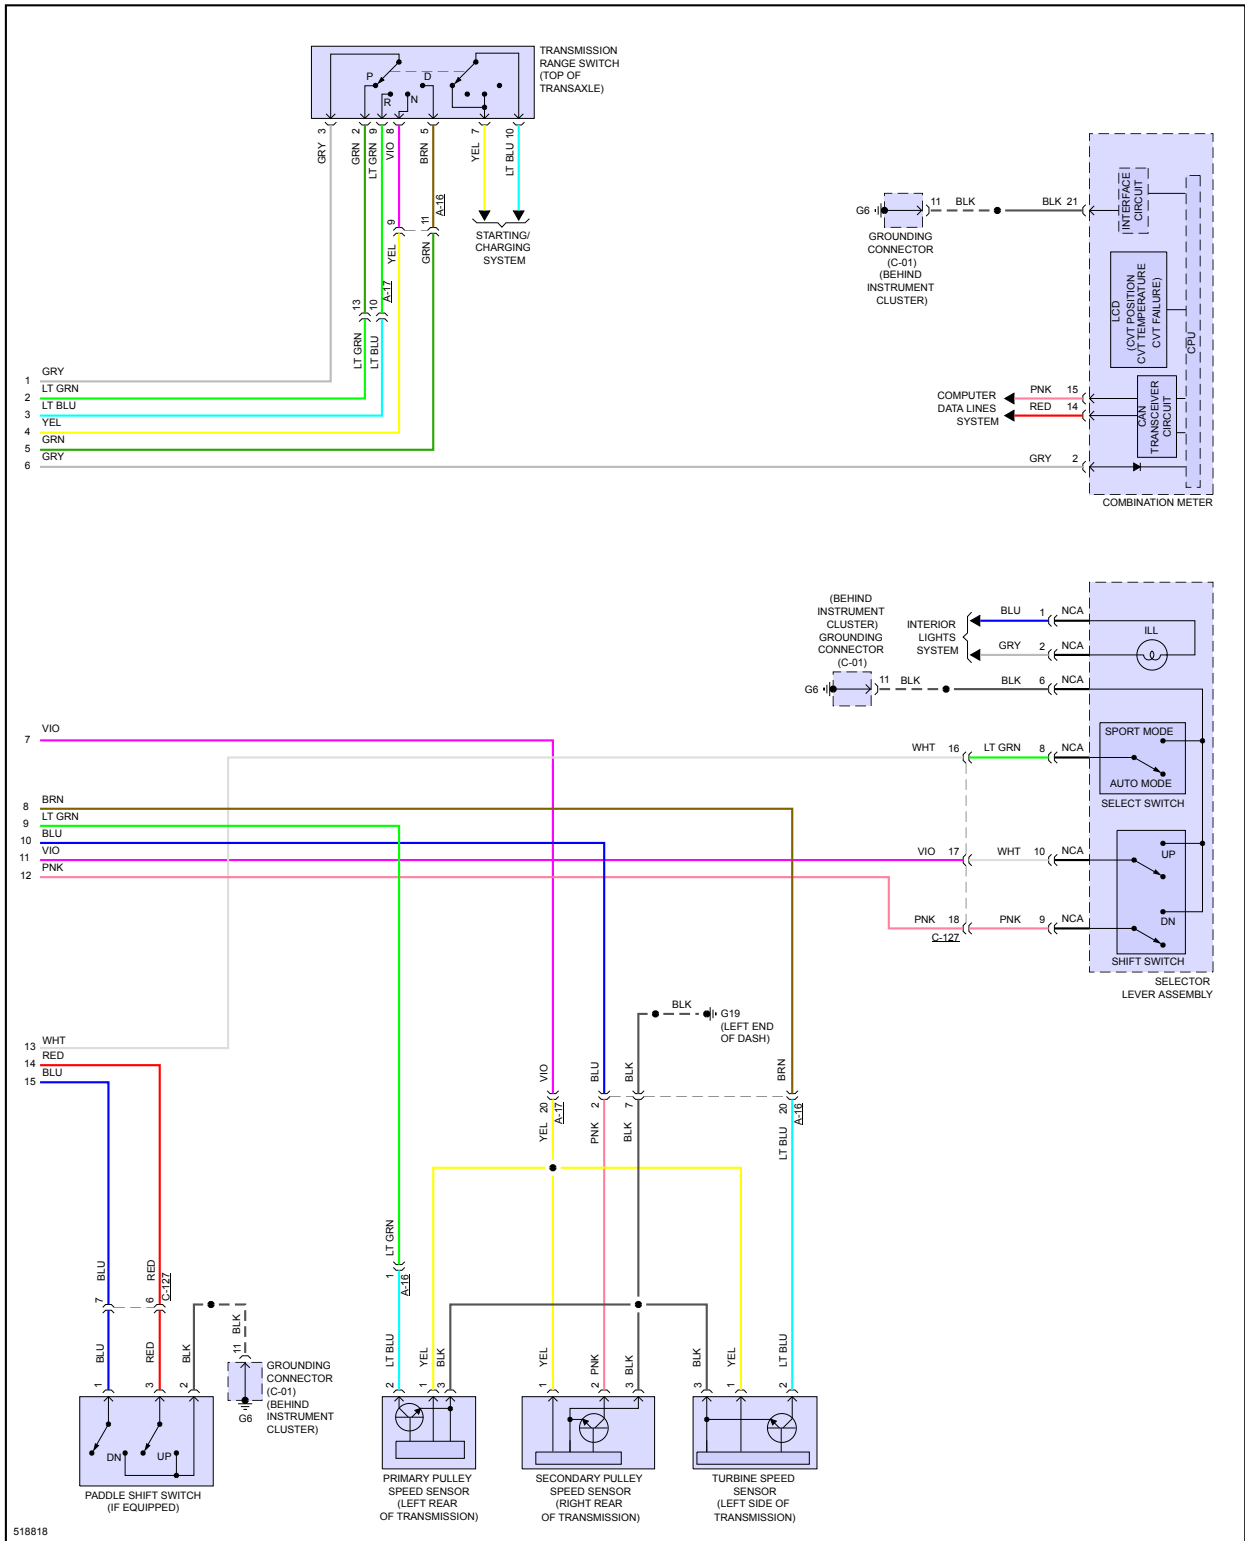 TRANSMISSION
RANGE SWITCH
(TOP OF
TRANSAXLE)
P
D
R
N
3
2
9
8
5
7
10
GRY
GRN
LT GRN
VIO
BRN
YEL
LT BLU
A-16
9
11
YEL
GRN
STARTING/
CHARGING
SYSTEM
A-17
13
10
LT GRN
LT BLU
1 GRY
2 LT GRN
3 LT BLU
4 YEL
5 GRN
6 GRY
G6
11 BLK
BLK 21
GROUNDING
CONNECTOR
(C-01)
(BEHIND
INSTRUMENT
CLUSTER)
INTERFACE
CIRCUIT
LCD
(CVT POSITION
CVT TEMPERATURE
CVT FAILURE)
CPU
COMPUTER
DATA LINES
SYSTEM
PNK 15
RED 14
CAN
TRANSCEIVER
CIRCUIT
GRY 2
COMBINATION METER
(BEHIND
INSTRUMENT
CLUSTER)
GROUNDING
CONNECTOR
(C-01)
INTERIOR
LIGHTS
SYSTEM
BLU 1 NCA
GRY 2 NCA
ILL
G6
11 BLK
BLK 6 NCA
7 VIO
WHT 16 LT GRN 8 NCA
SPORT MODE
AUTO MODE
SELECT SWITCH
8 BRN
9 LT GRN
10 BLU
11 VIO
12 PNK
VIO 17 WHT 10 NCA
UP
DN
PNK 18 PNK 9 NCA
C-127
SHIFT SWITCH
SELECTOR
LEVER ASSEMBLY
BLK
G19
(LEFT END
OF DASH)
13 WHT
14 RED
15 BLU
VIO
BLU
BLK
BRN
20
A-17
2
7
20
A-16
YEL
PNK
BLK
LT BLU
LT GRN
1
A-16
BLU
RED
7
6
C-127
BLU
RED
BLK
BLK
11
1
3
2
GROUNDING
CONNECTOR
(C-01)
(BEHIND
INSTRUMENT
CLUSTER)
G6
DN
UP
PADDLE SHIFT SWITCH
(IF EQUIPPED)
LT BLU
YEL
BLK
2
1
3
PRIMARY PULLEY
SPEED SENSOR
(LEFT REAR
OF TRANSMISSION)
YEL
PNK
BLK
1
2
3
SECONDARY PULLEY
SPEED SENSOR
(RIGHT REAR
OF TRANSMISSION)
BLK
YEL
LT BLU
3
1
2
TURBINE SPEED
SENSOR
(LEFT SIDE OF
TRANSMISSION)
518818